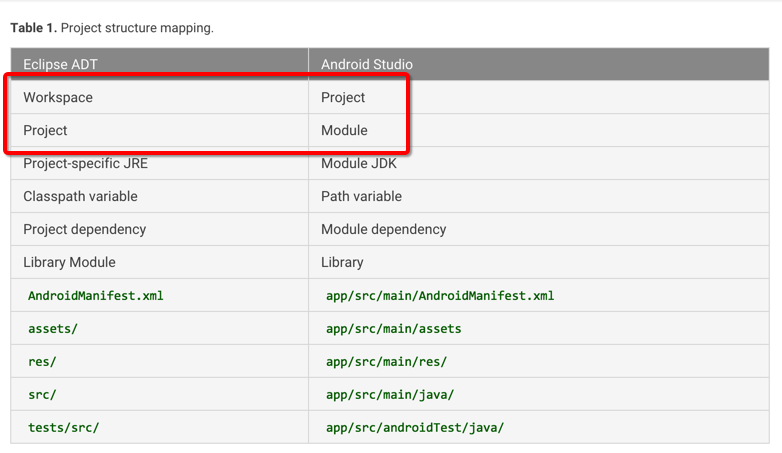 Table 1. Project structure mapping.
Eclipse ADT Android Studio
Workspace Project
Project Module
Project-specific JRE Module JDK
Classpath variable Path variable
Project dependency Module dependency
Library Module Library
AndroidManifest.xml app/src/main/AndroidManifest.xml
assets/ app/src/main/assets
res/ app/src/main/res/
src/ app/src/main/java/
tests/src/ app/src/androidTest/java/